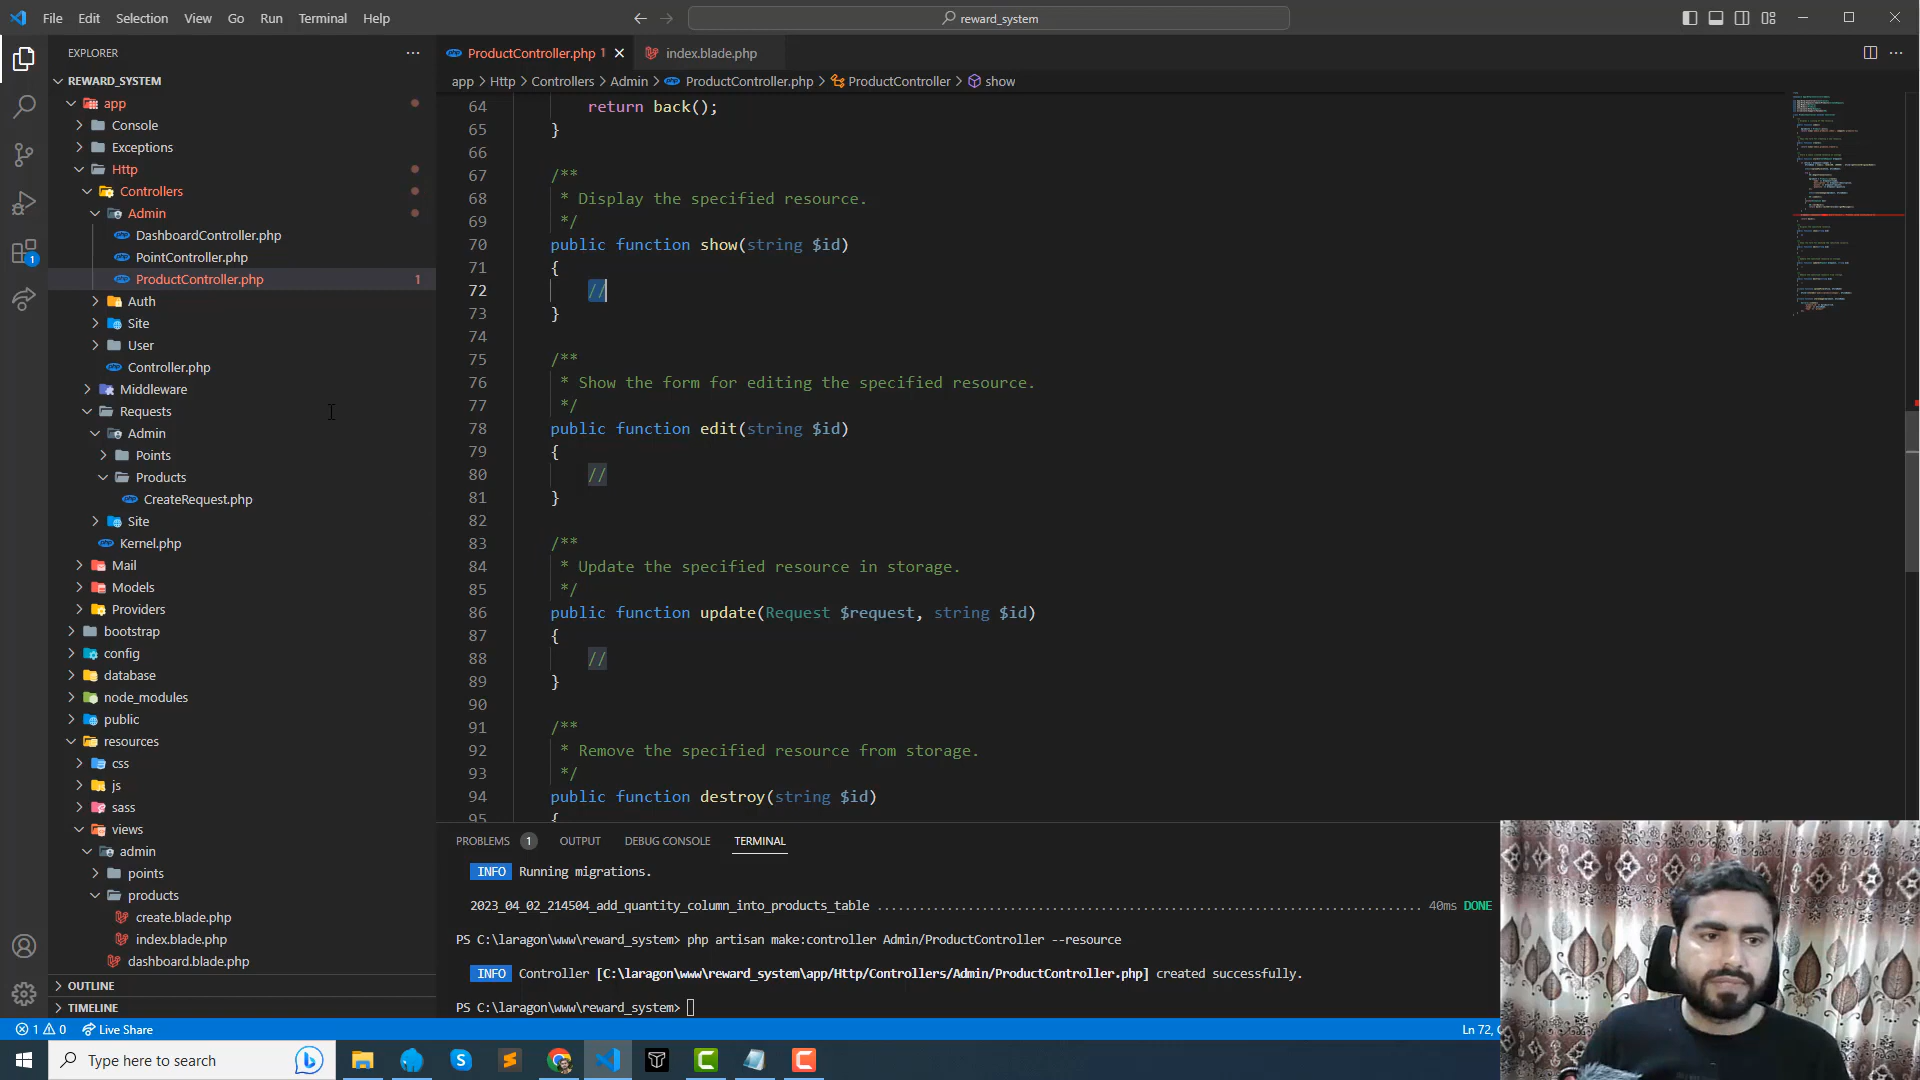 File Edit Selection View Go Run Terminal Help
reward_system
EXPLORER
REWARD_SYSTEM
app
Console
Exceptions
Http
Controllers
Admin
DashboardController.php
PointController.php
ProductController.php 1
Auth
Site
User
Controller.php
Middleware
Requests
Admin
Points
Products
CreateRequest.php
Site
Kernel.php
Mail
Models
Providers
bootstrap
config
database
node_modules
public
resources
css
js
sass
views
admin
points
products
create.blade.php
index.blade.php
dashboard.blade.php
OUTLINE
TIMELINE
1
ProductController.php 1
index.blade.php
app > Http > Controllers > Admin > ProductController.php > ProductController > show
64 return back();
65 }
66
67 /**
68 * Display the specified resource.
69 */
70 public function show(string $id)
71 {
72 //
73 }
74
75 /**
76 * Show the form for editing the specified resource.
77 */
78 public function edit(string $id)
79 {
80 //
81 }
82
83 /**
84 * Update the specified resource in storage.
85 */
86 public function update(Request $request, string $id)
87 {
88 //
89 }
90
91 /**
92 * Remove the specified resource from storage.
93 */
94 public function destroy(string $id)
95 {
PROBLEMS 1 OUTPUT DEBUG CONSOLE TERMINAL
INFO Running migrations.
2023_04_02_214504_add_quantity_column_into_products_table ........ 40ms DONE
PS C:\laragon\www\reward_system> php artisan make:controller Admin/ProductController --resource
INFO Controller [C:\laragon\www\reward_system\app/Http/Controllers/Admin/ProductController.php] created successfully.
PS C:\laragon\www\reward_system>
1 0 Live Share
Ln 72,
Type here to search